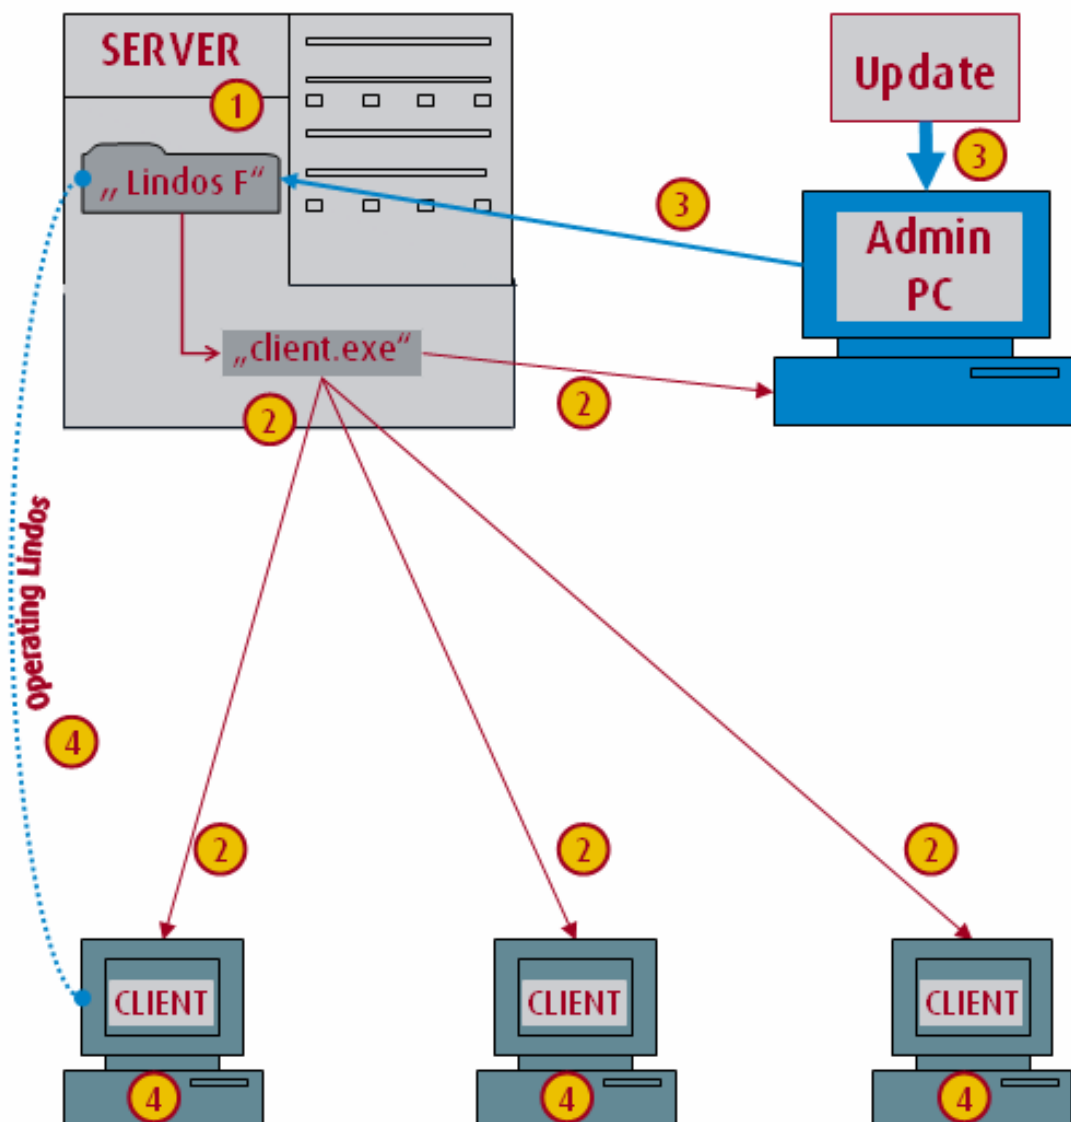 SERVER
1
„ Lindos F“
Update
3
3
Admin
PC
„client.exe“
2
2
Operating Lindos
4
2
2
2
CLIENT
CLIENT
CLIENT
4
4
4